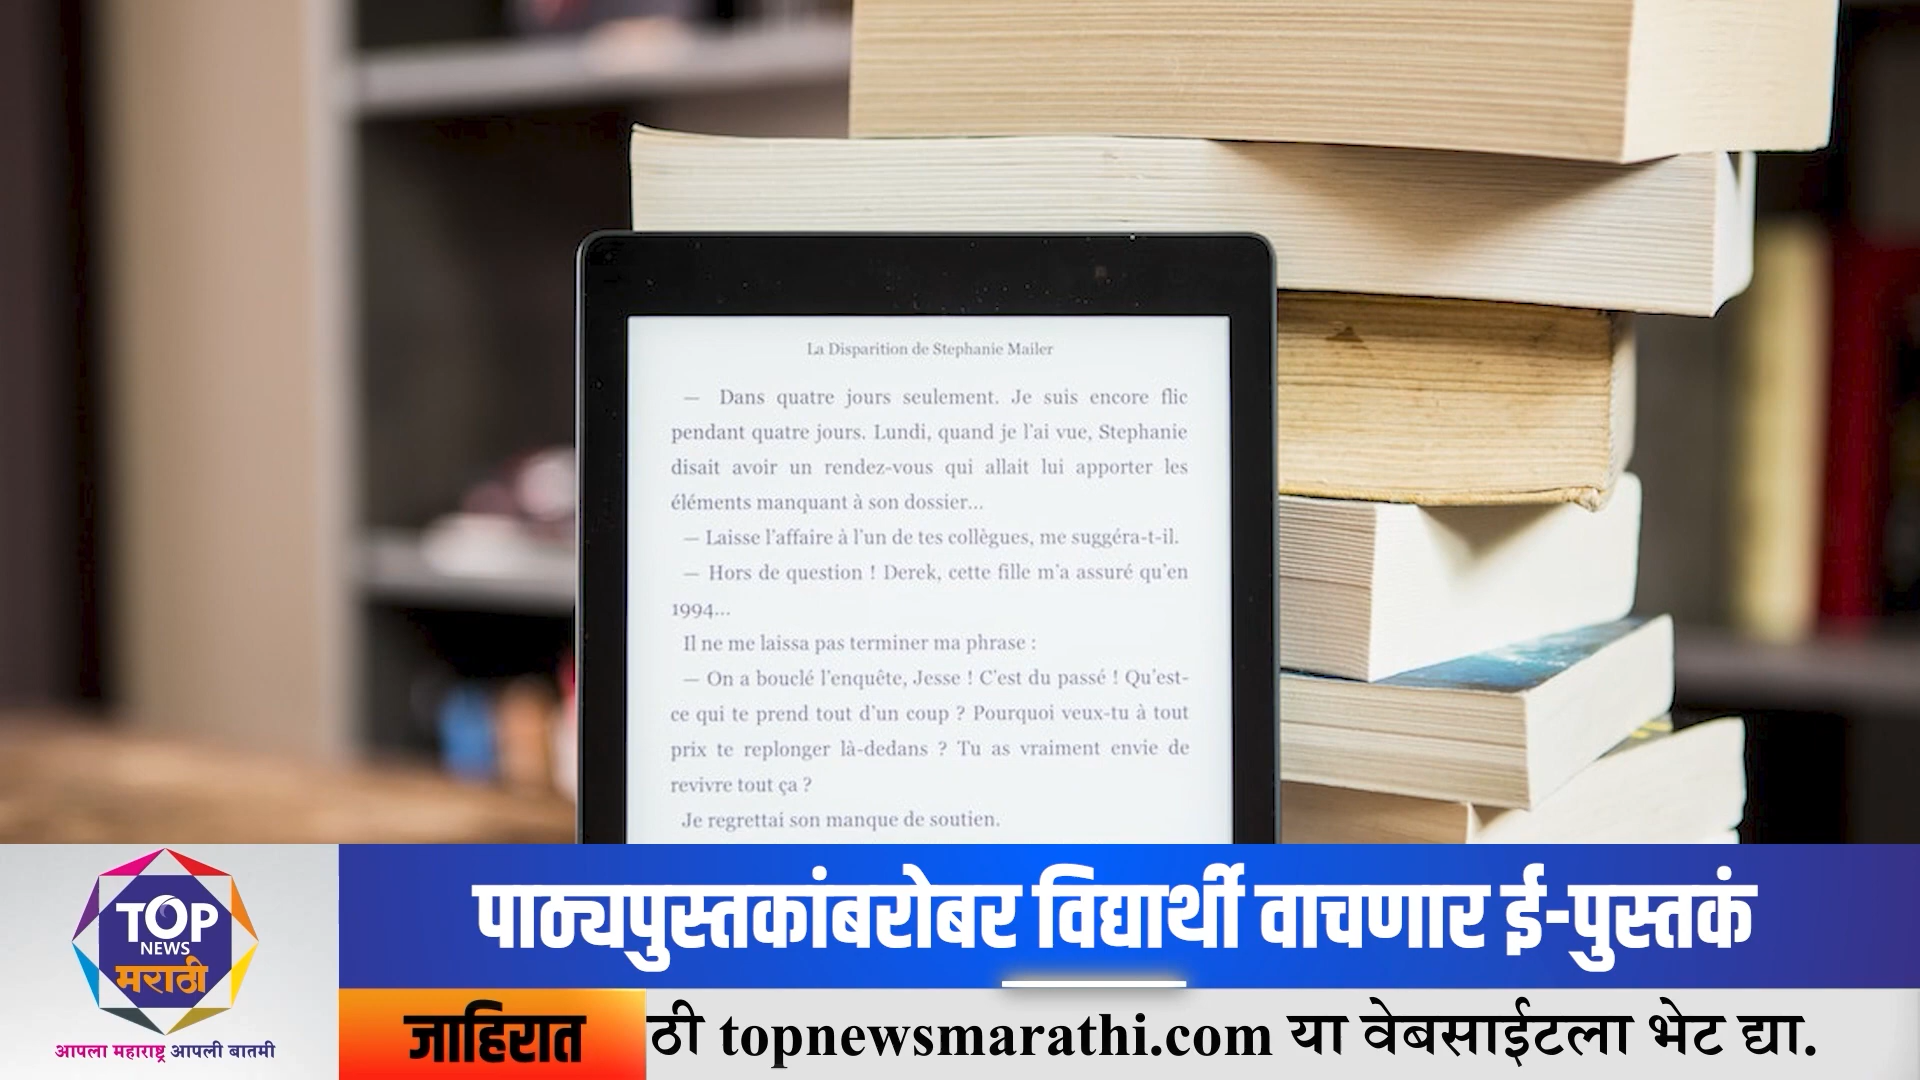 La Disparition de Stephanie Mailer
— Dans quatre jours seulement. Je suis encore flic
pendant quatre jours. Lundi, quand je l'ai vue, Stephanie
disait avoir un rendez-vous qui allait lui apporter les
éléments manquant à son dossier...
— Laisse l'affaire à l'un de tes collègues, me suggéra-t-il.
— Hors de question ! Derek, cette fille m'a assuré qu'en
1994...
Il ne me laissa pas terminer ma phrase :
— On a bouclé l'enquête, Jesse ! C'est du passé ! Qu'est-
ce qui te prend tout d'un coup ? Pourquoi veux-tu à tout
prix te replonger là-dedans ? Tu as vraiment envie de
revivre tout ça ?
Je regrettai son manque de soutien.
TOP
NEWS
मराठी
आपला महाराष्ट्र आपली बातमी
पाठ्यपुस्तकांबरोबर विद्यार्थी वाचणार ई-पुस्तकं
जाहिरात
ठी topnewsmarathi.com या वेबसाईटला भेट द्या.